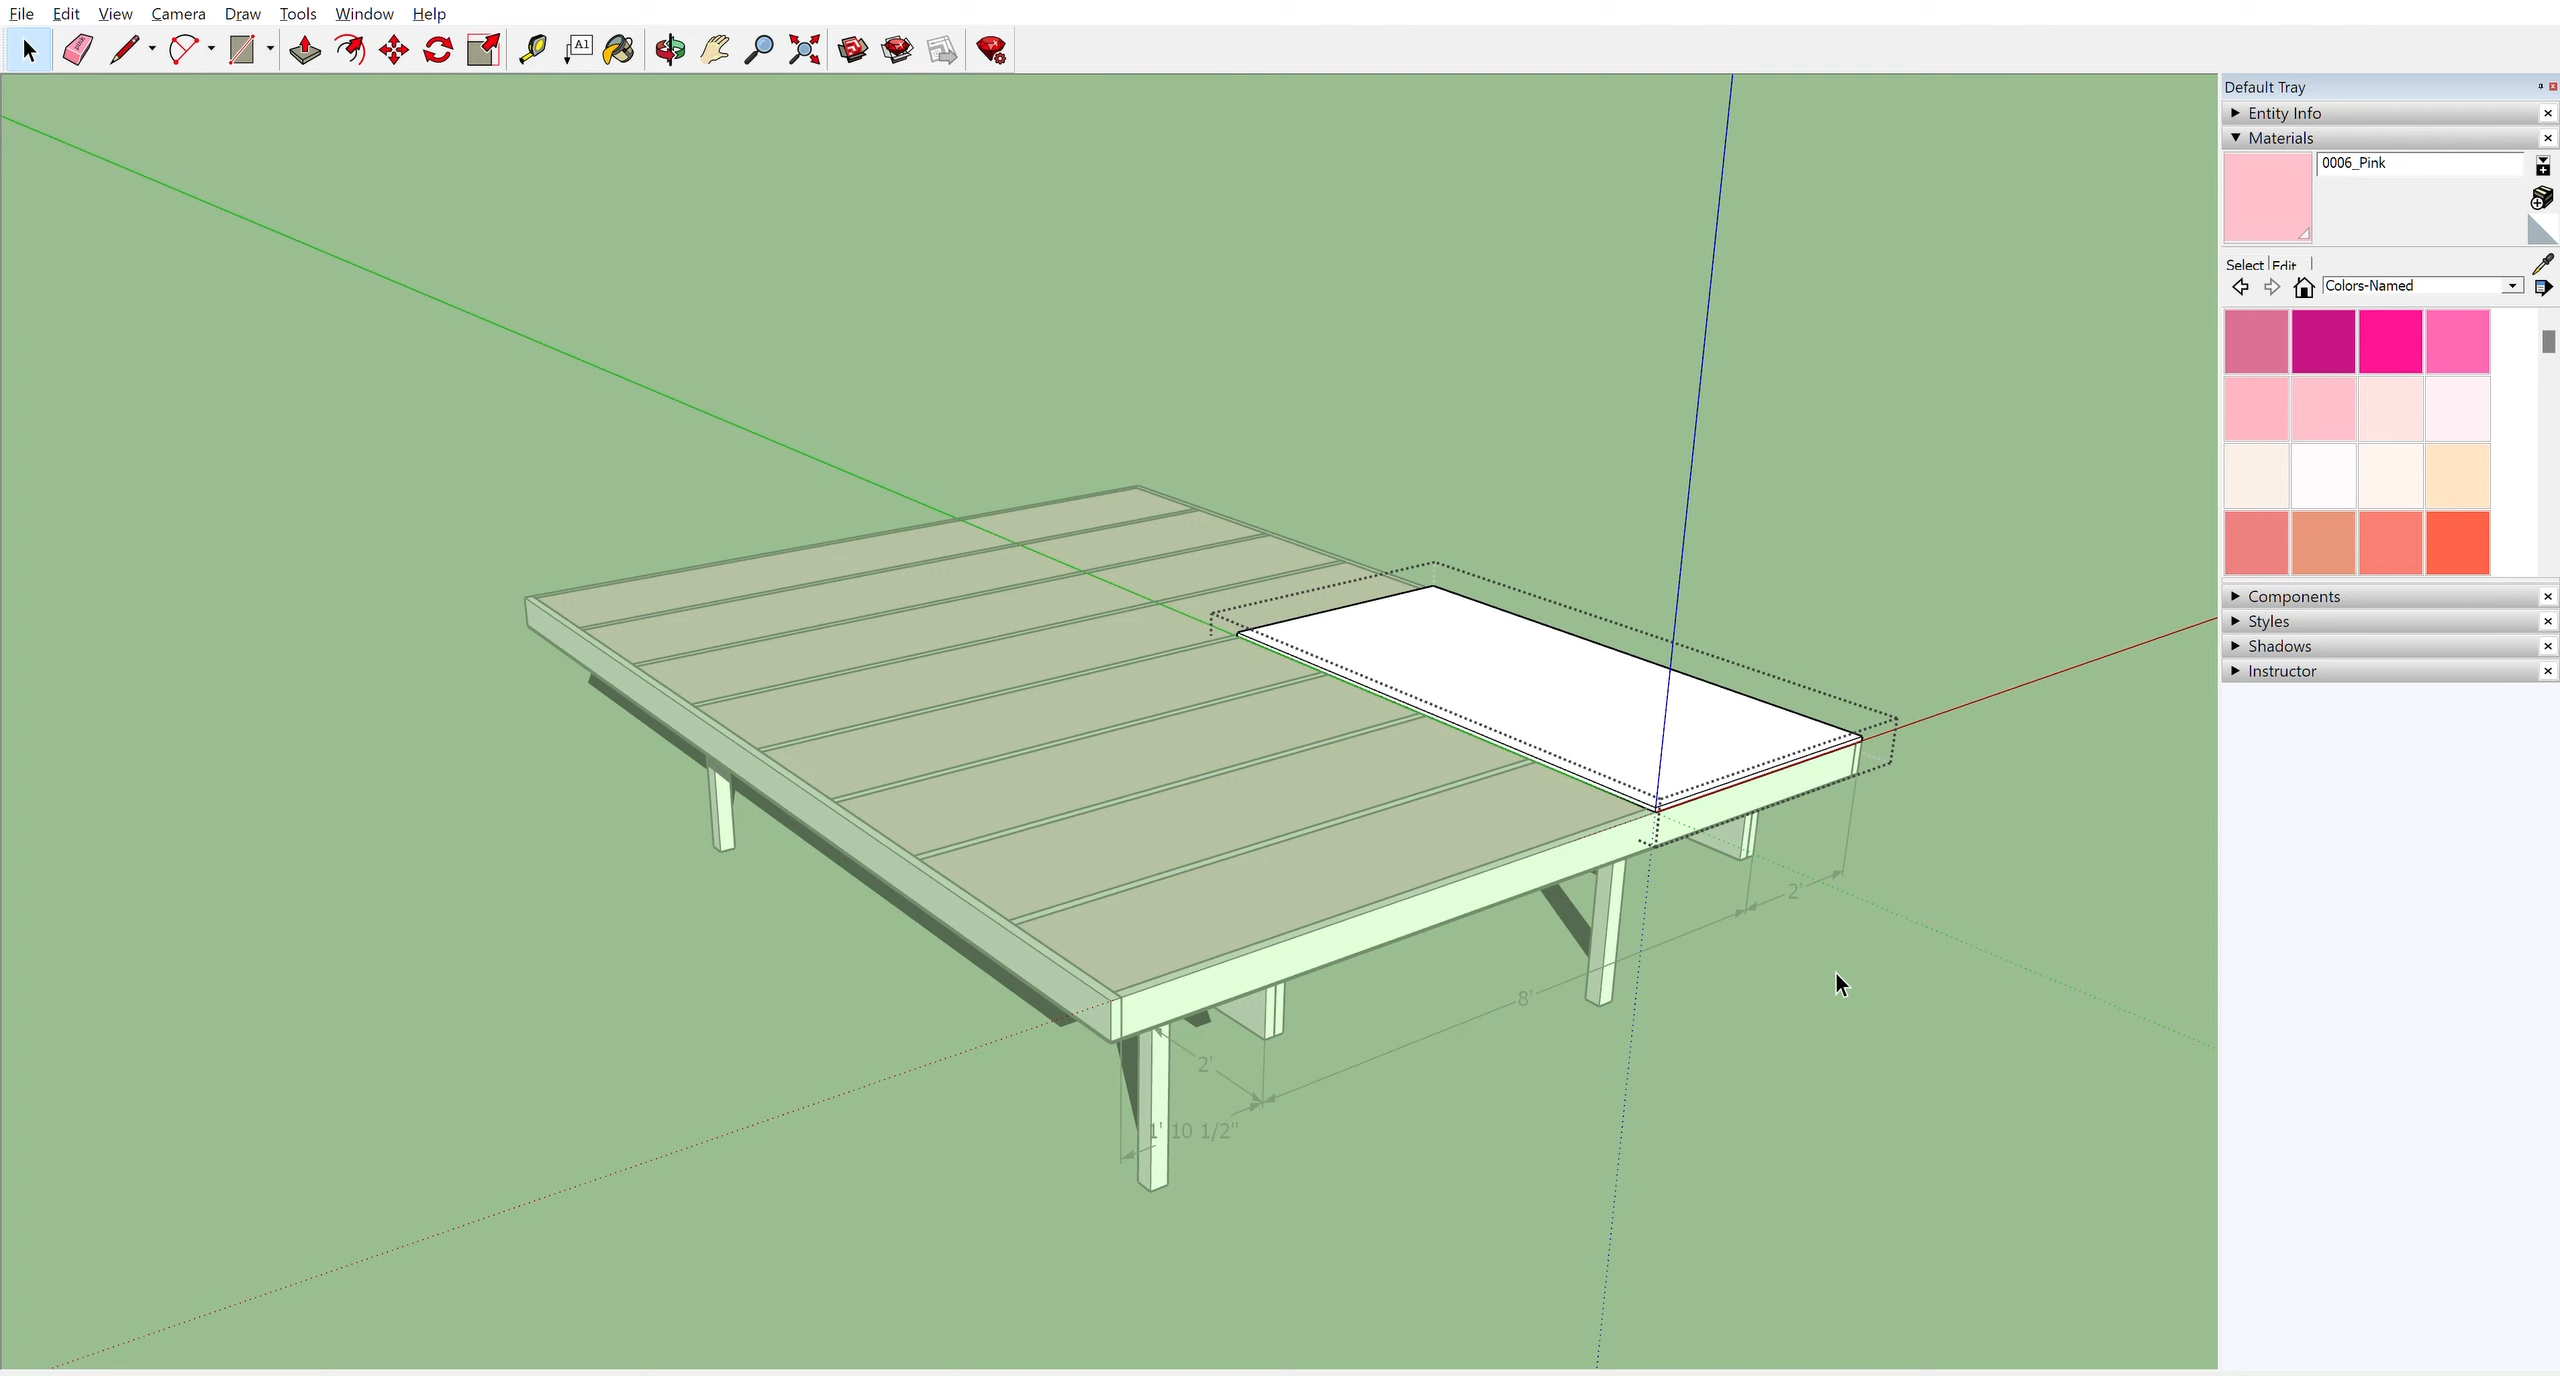 File Edit View Camera Draw Tools Window Help
A1
Default Tray
Entity Info
Materials
0006_Pink
Select Edit
Colors-Named
Components
Styles
Shadows
Instructor
2'
8'
2'
1' 10 1/2"